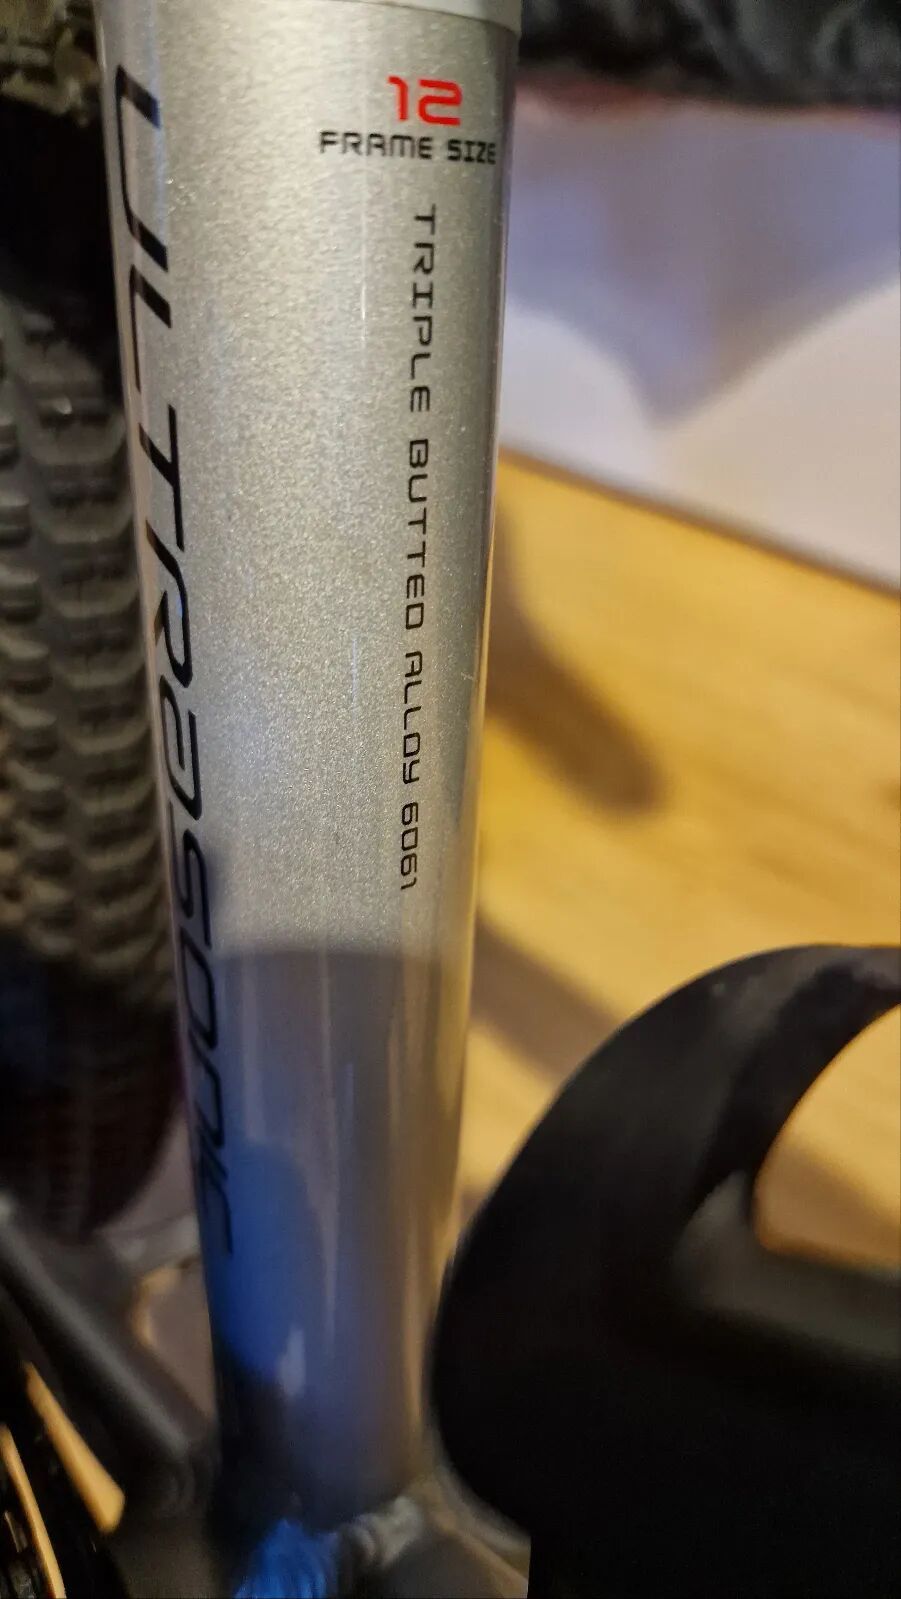 12
FRAME SIZE
TRIPLE BUTTED ALLOY 6061
ULTRASONIC